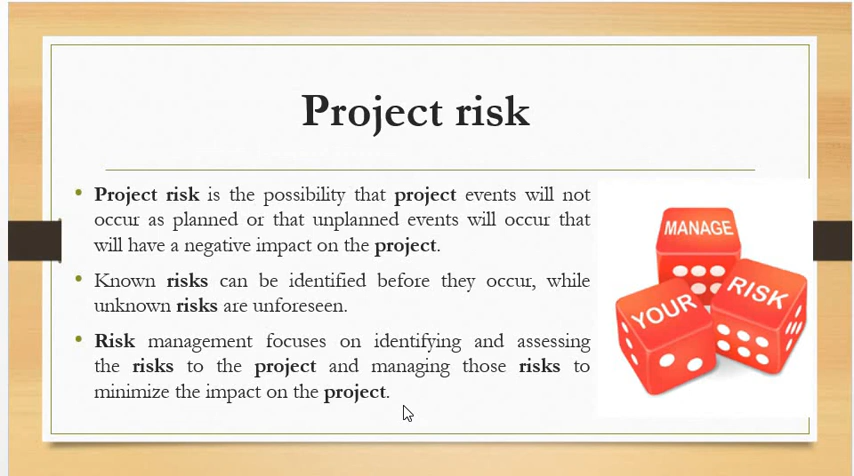 Project risk
Project risk is the possibility that project events will not
occur as planned or that unplanned events will occur that
will have a negative impact on the project.
Known risks can be identified before they occur, while
unknown risks are unforeseen.
Risk management focuses on identifying and assessing
the risks to the project and managing those risks to
minimize the impact on the project.
MANAGE
YOUR
RISK